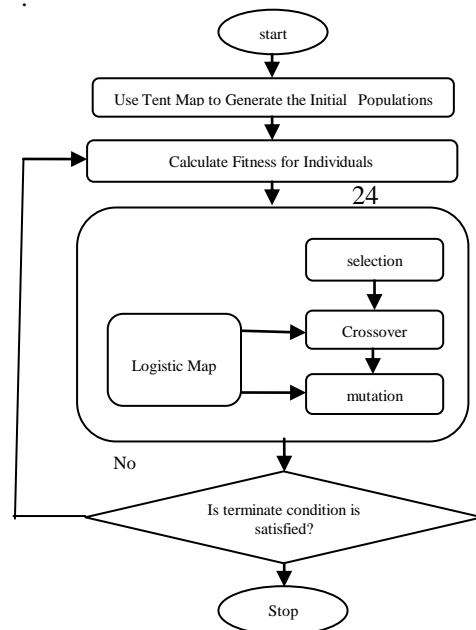 start
Use Tent Map to Generate the Initial Populations
Calculate Fitness for Individuals
24
selection
Crossover
Logistic Map
mutation
No
Is terminate condition is
satisfied?
Stop